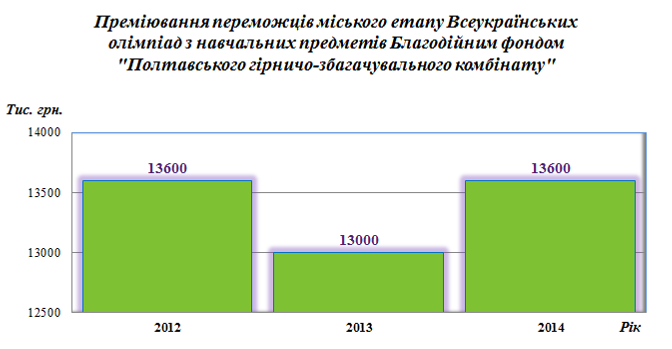 Преміювання переможців міського етапу Всеукраїнських
олімпіад з навчальних предметів Благодійним фондом
"Полтавського гірничо-збагачувального комбінату"
Тис. грн.
14000
13500
13000
12500
13600
13000
13600
2012 2013 2014 Рік